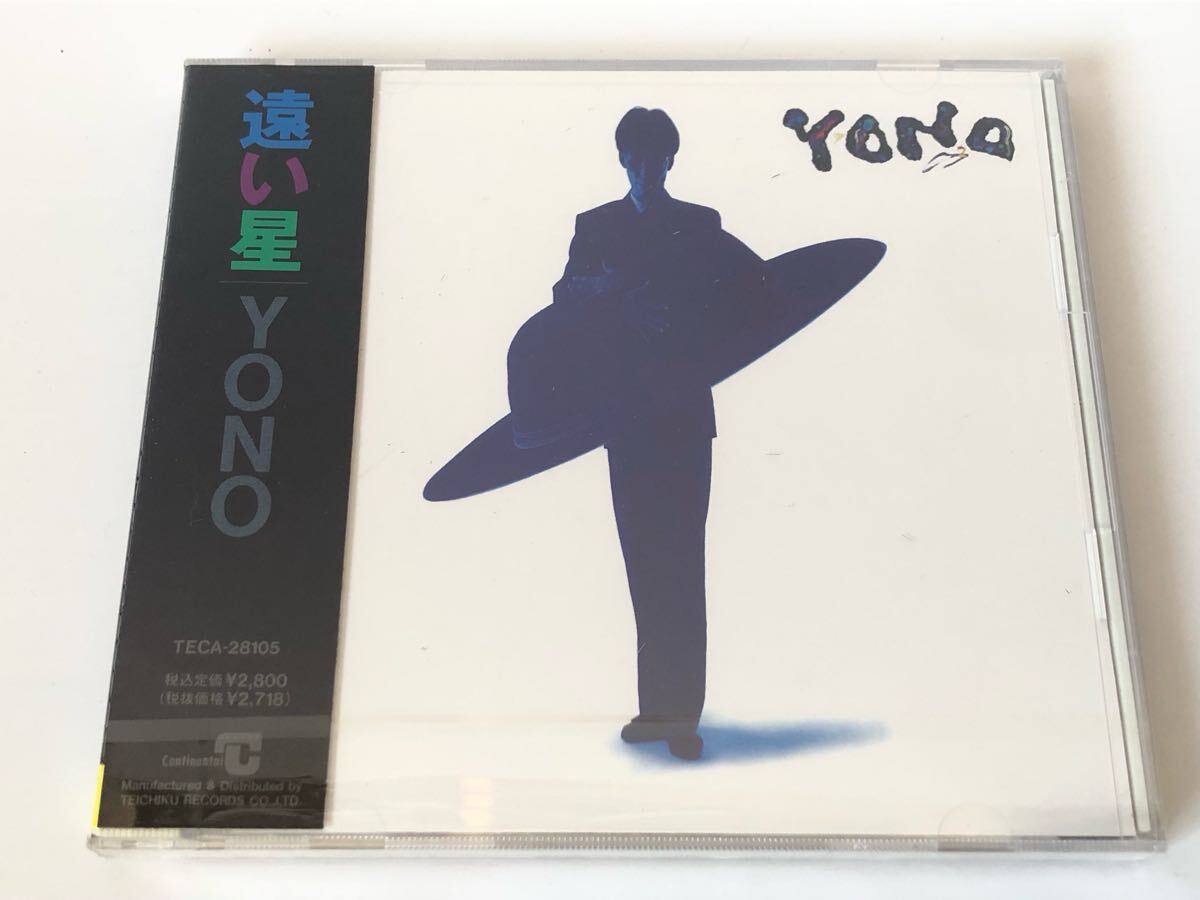 遠い星
YONO
TECA-28105
税込定価¥2,800
(税抜価格¥2,718)
Continental
Manufactured & Distributed by
TEICHIKU RECORDS CO.,LTD.
YONO